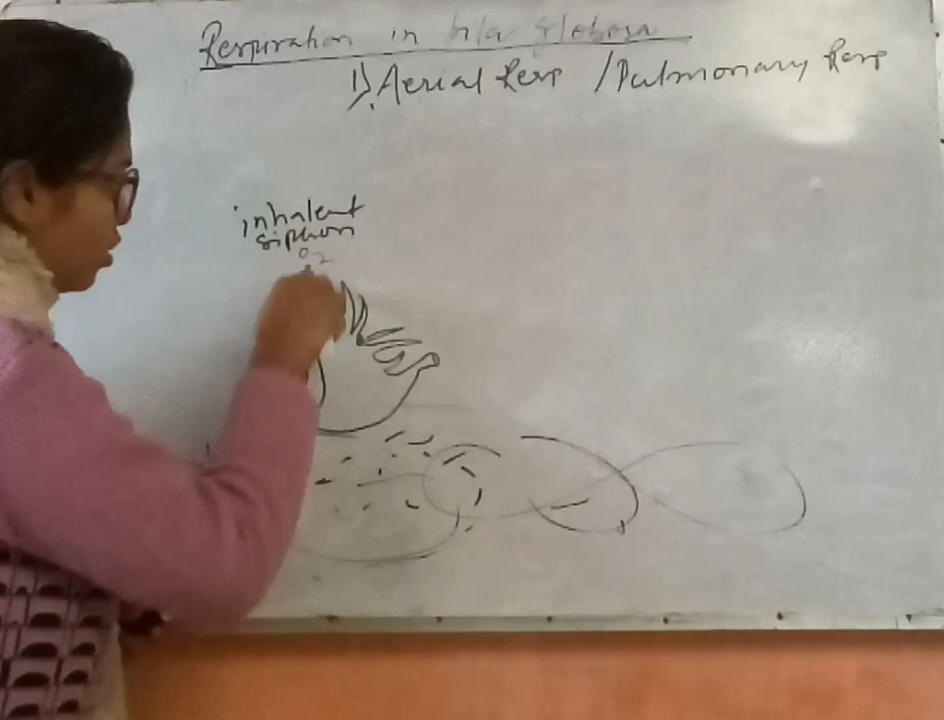 Respiration in Pila Globosa
1). Aerial Resp / Pulmonary Resp
inhalent
siphon
O2